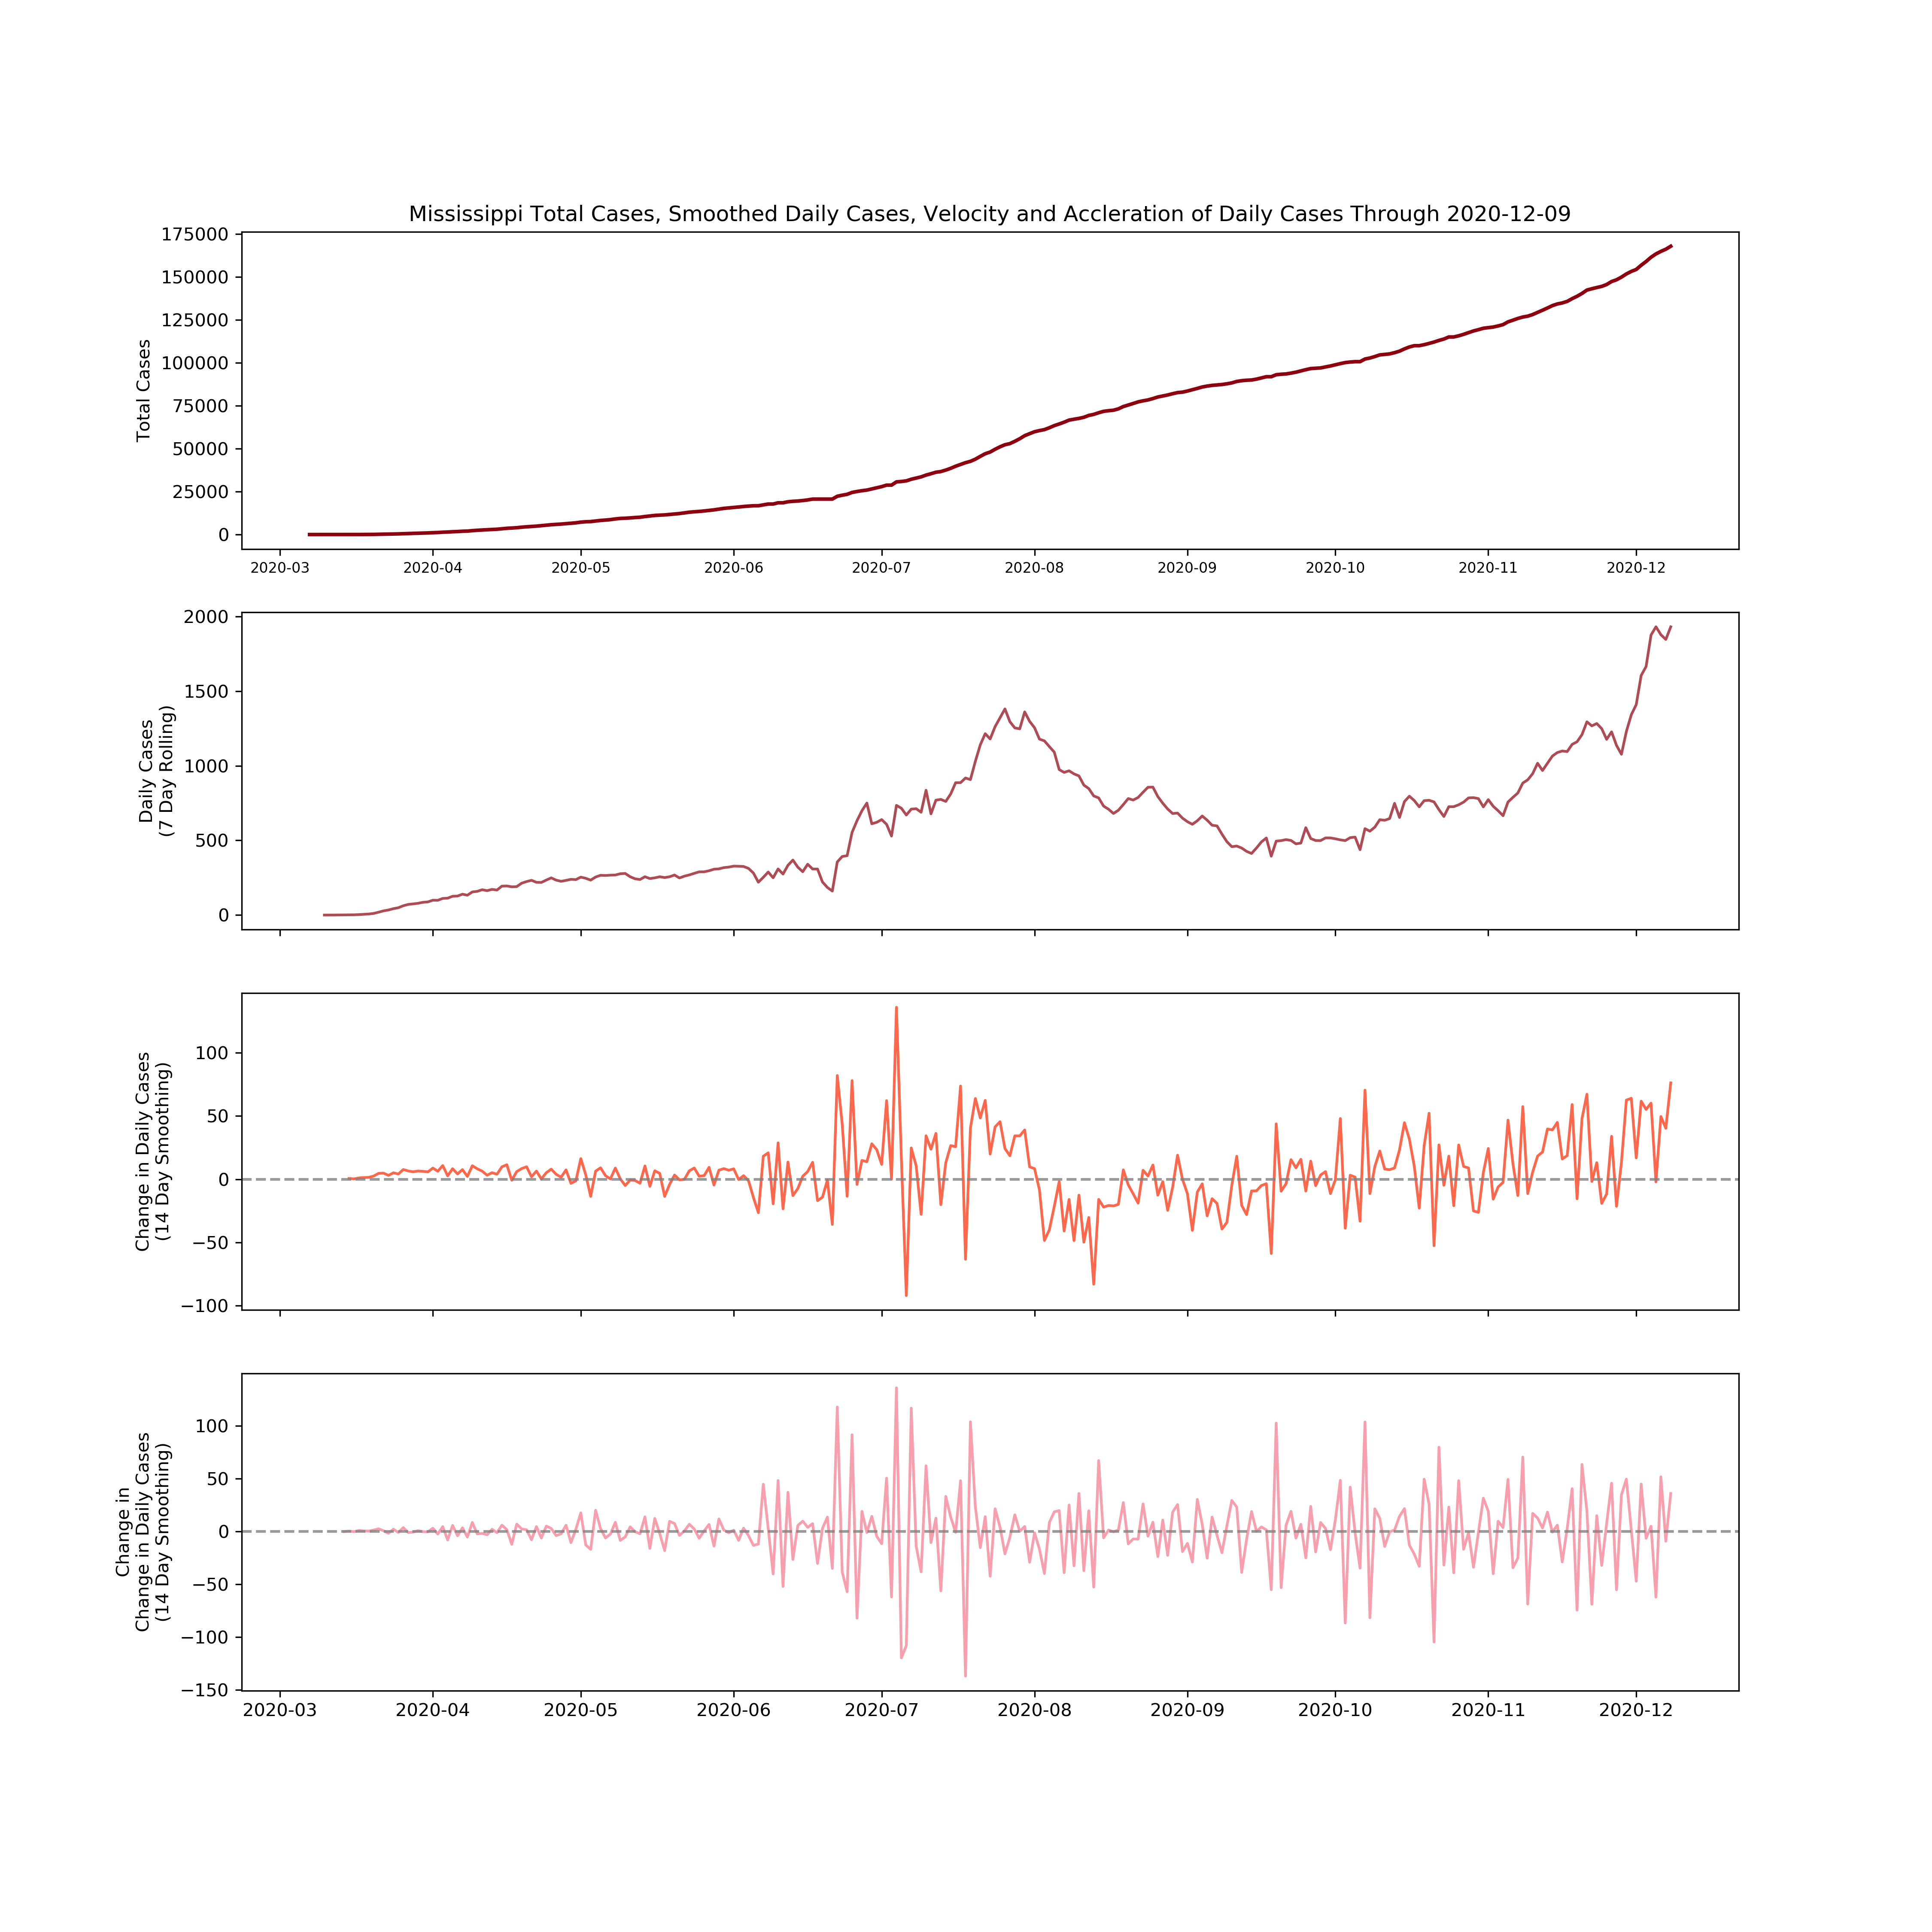 Mississippi Total Cases, Smoothed Daily Cases, Velocity and Accleration of Daily Cases Through 2020-12-09
175000
150000
125000
100000
75000
50000
25000
0
Total Cases
2020-03 2020-04 2020-05 2020-06 2020-07 2020-08 2020-09 2020-10 2020-11 2020-12
2000
1500
1000
500
0
Daily Cases
(7 Day Rolling)
100
50
0
−50
−100
Change in Daily Cases
(14 Day Smoothing)
100
50
0
−50
−100
−150
Change in
Change in Daily Cases
(14 Day Smoothing)
2020-03 2020-04 2020-05 2020-06 2020-07 2020-08 2020-09 2020-10 2020-11 2020-12